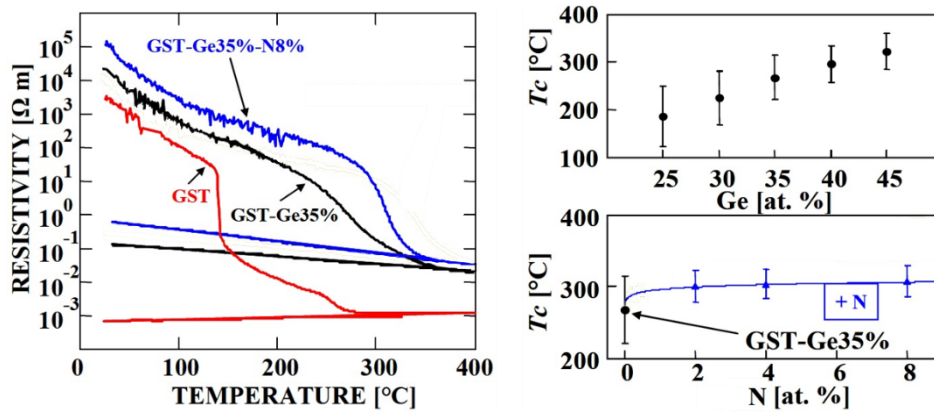 RESISTIVITY [Ω m]
10^5
10^4
10^3
10^2
10^1
10^0
10^-1
10^-2
10^-3
GST-Ge35%-N8%
GST
GST-Ge35%
0 100 200 300 400
TEMPERATURE [°C]
Tc [°C]
400
300
200
100
25 30 35 40 45
Ge [at. %]
Tc [°C]
400
300
200
+ N
GST-Ge35%
0 2 4 6 8
N [at. %]